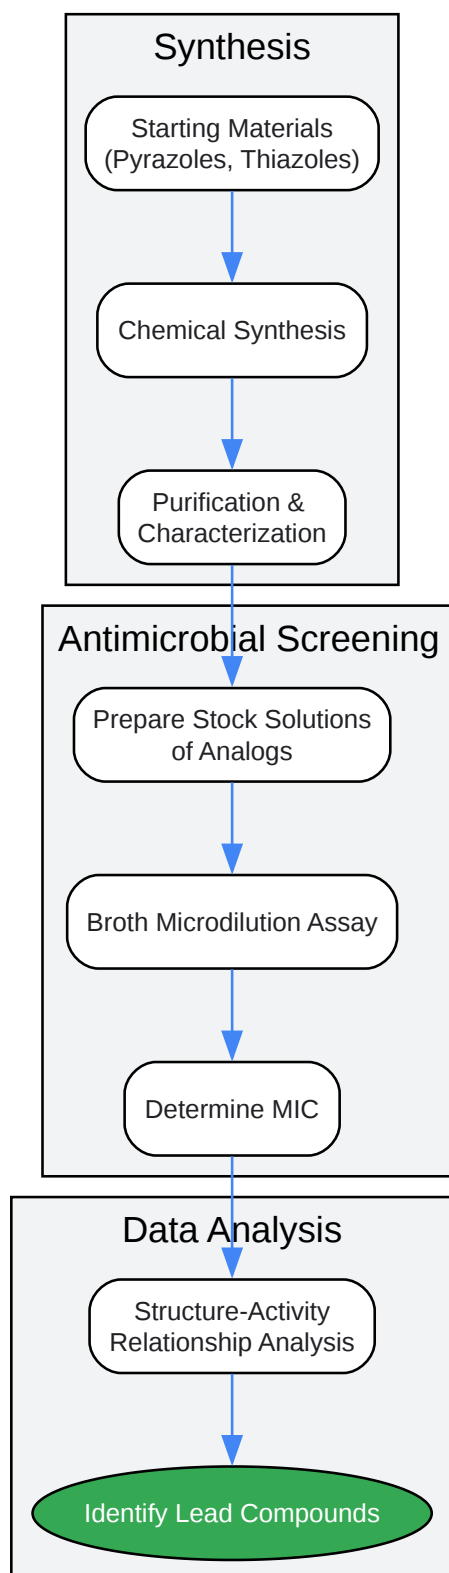 Synthesis
Starting Materials
(Pyrazoles, Thiazoles)
Chemical Synthesis
Purification &
Characterization
Antimicrobial Screening
Prepare Stock Solutions
of Analogs
Broth Microdilution Assay
Determine MIC
Data Analysis
Structure-Activity
Relationship Analysis
Identify Lead Compounds